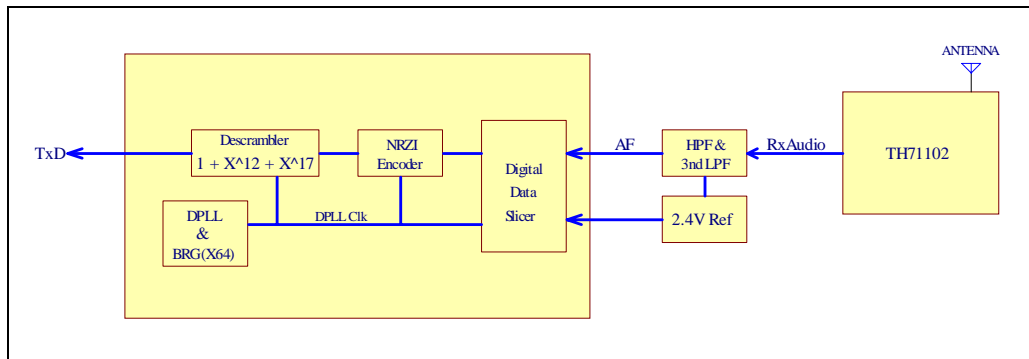 ANTENNA
TxD
Descrambler
1 + X^12 + X^17
NRZI
Encoder
Digital
Data
Slicer
AF
HPF &
3nd LPF
RxAudio
TH71102
DPLL
&
BRG(X64)
DPLL Clk
2.4V Ref